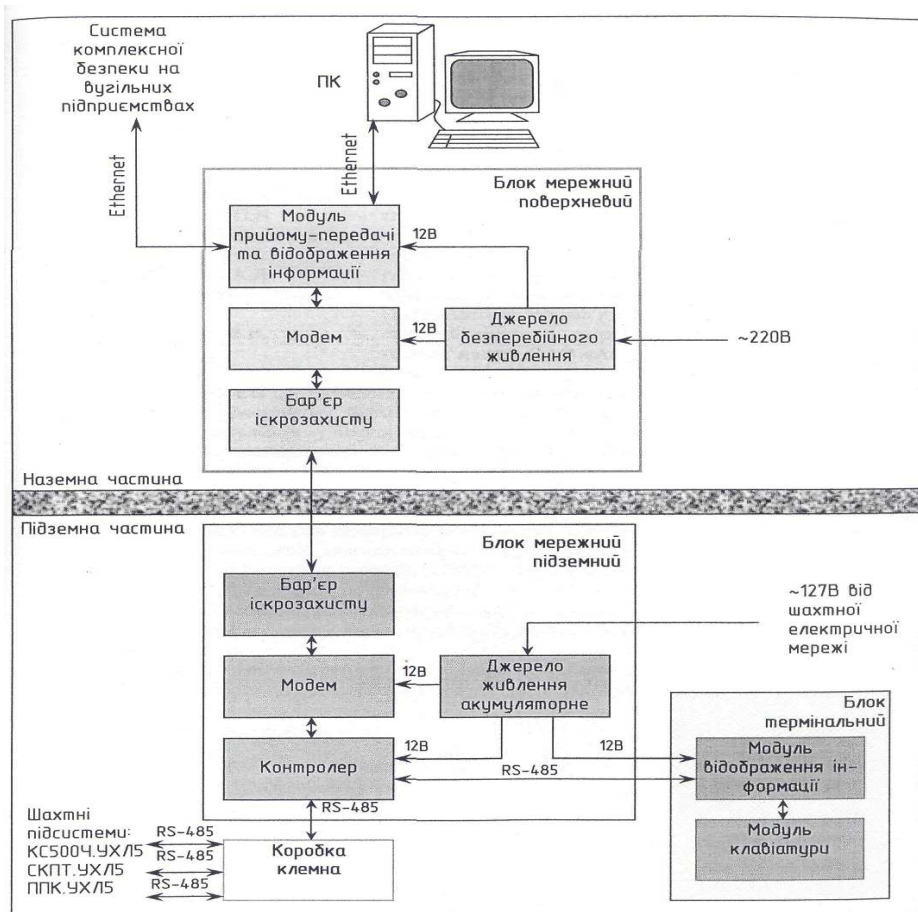 Система
комплексної
безпеки на
вугільних
підприємствах
ПК
Ethernet
Ethernet
Блок мережний
поверхневий
Модуль
прийому-передачі
та відображення
інформації
12В
Модем
12В
Джерело
безперебійного
живлення
~220В
Бар'єр
іскрозахисту
Наземна частина
Підземна частина
Блок мережний
підземний
Бар'єр
іскрозахисту
~127В від
шахтної
електричної
мережі
Модем
12В
Джерело
живлення
акумуляторне
Блок
термінальний
Контролер
12В
12В
RS-485
Модуль
відображення ін-
формації
RS-485
Модуль
клавіатури
Шахтні
підсистеми:
КС5004.УХЛ5
СКПТ.УХЛ5
ППК.УХЛ5
RS-485
RS-485
RS-485
Коробка
клемна